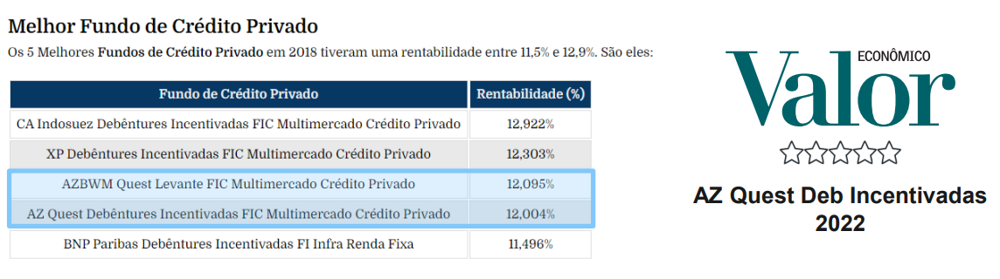 Melhor Fundo de Crédito Privado
Os 5 Melhores Fundos de Crédito Privado em 2018 tiveram uma rentabilidade entre 11,5% e 12,9%. São eles:
Fundo de Crédito Privado Rentabilidade (%)
CA Indosuez Debêntures Incentivadas FIC Multimercado Crédito Privado 12,922%
XP Debêntures Incentivadas FIC Multimercado Crédito Privado 12,303%
AZBWM Quest Levante FIC Multimercado Crédito Privado 12,095%
AZ Quest Debêntures Incentivadas FIC Multimercado Crédito Privado 12,004%
BNP Paribas Debêntures Incentivadas FI Infra Renda Fixa 11,496%
ECONÔMICO
Valor
AZ Quest Deb Incentivadas
2022